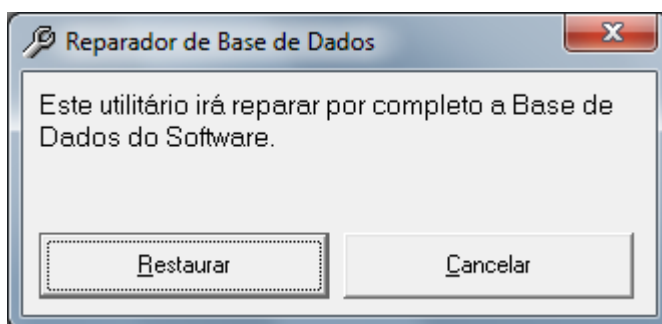 Reparador de Base de Dados
Este utilitário irá reparar por completo a Base de
Dados do Software.
Restaurar
Cancelar